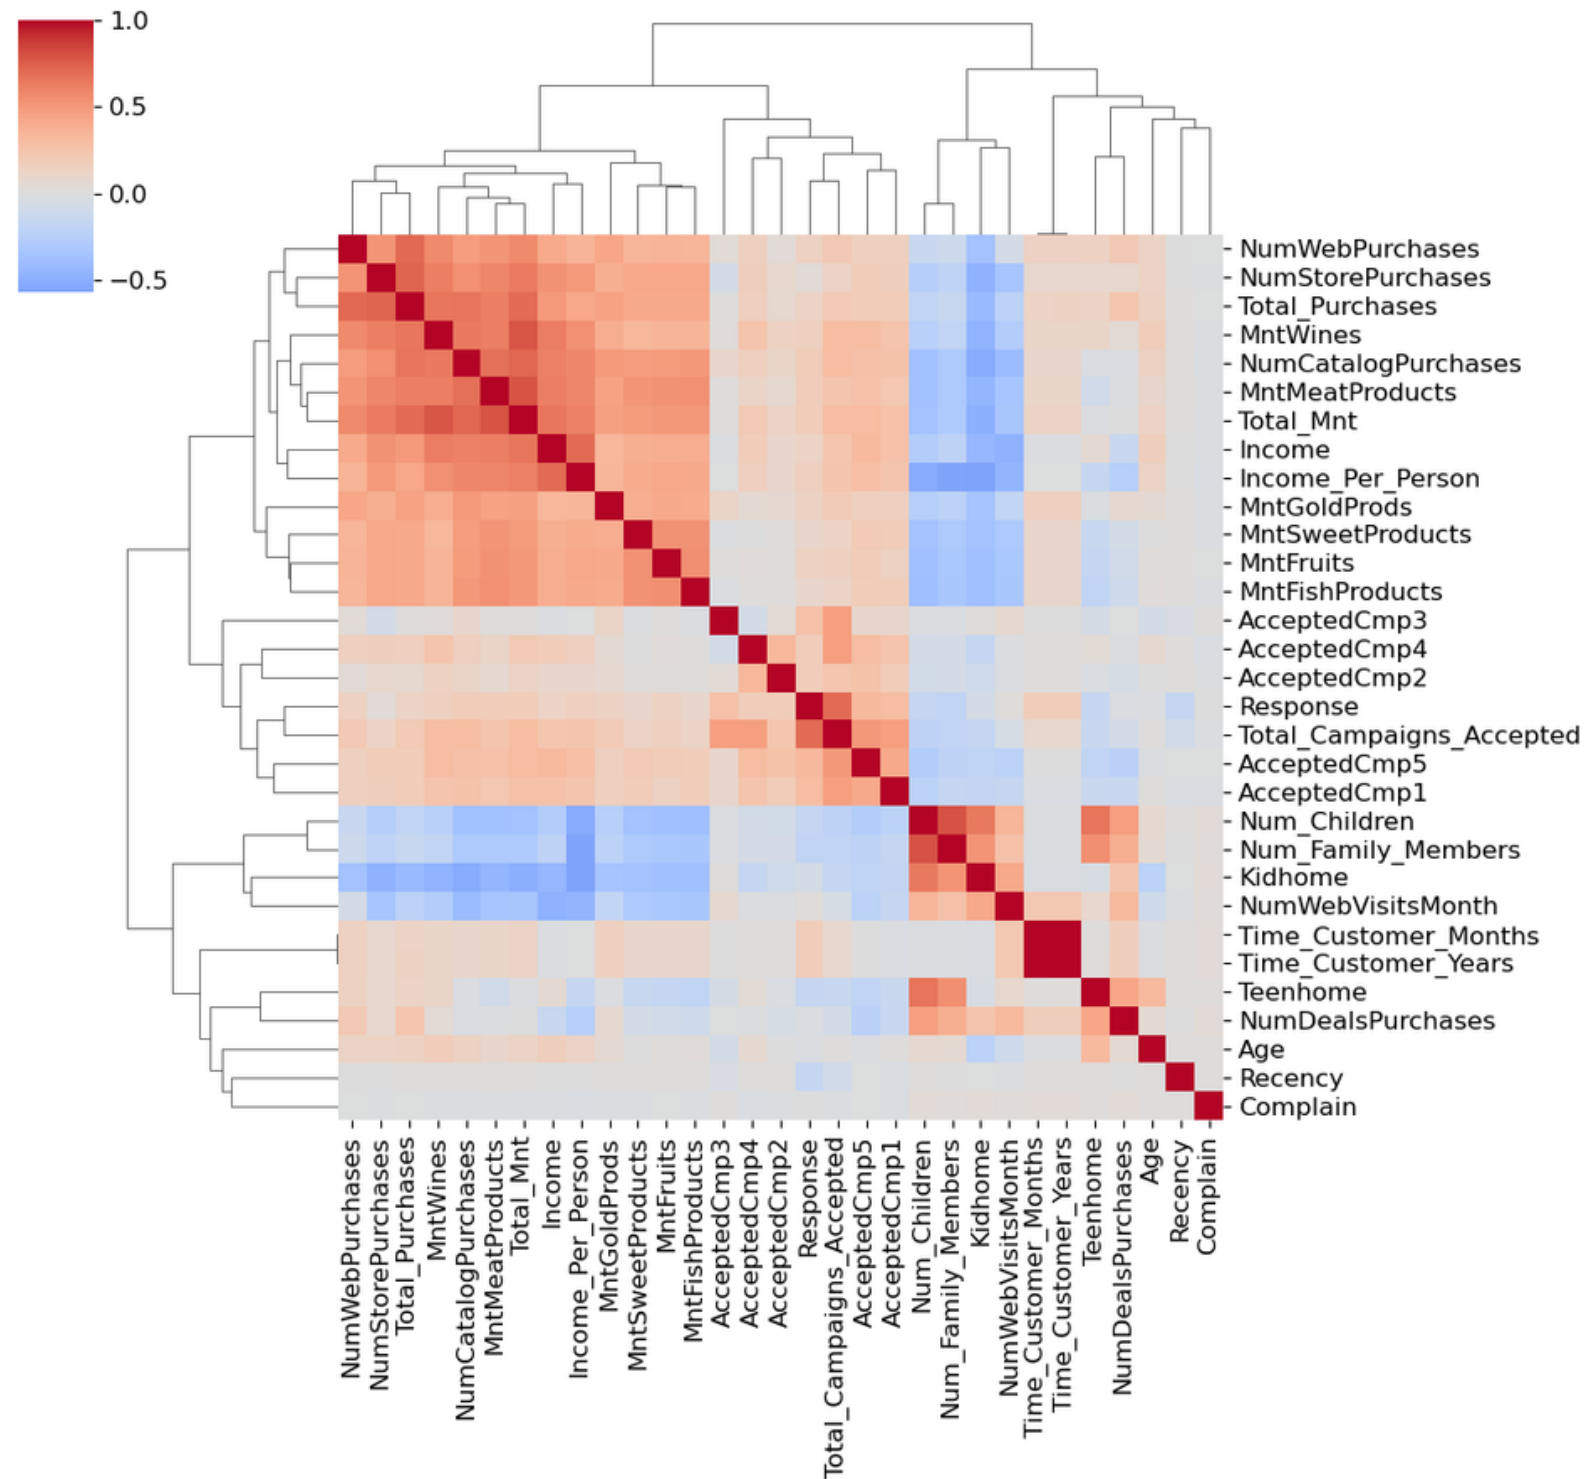 1.0
0.5
0.0
−0.5
NumWebPurchases
NumStorePurchases
Total_Purchases
MntWines
NumCatalogPurchases
MntMeatProducts
Total_Mnt
Income
Income_Per_Person
MntGoldProds
MntSweetProducts
MntFruits
MntFishProducts
AcceptedCmp3
AcceptedCmp4
AcceptedCmp2
Response
Total_Campaigns_Accepted
AcceptedCmp5
AcceptedCmp1
Num_Children
Num_Family_Members
Kidhome
NumWebVisitsMonth
Time_Customer_Months
Time_Customer_Years
Teenhome
NumDealsPurchases
Age
Recency
Complain
NumWebPurchases
NumStorePurchases
Total_Purchases
MntWines
NumCatalogPurchases
MntMeatProducts
Total_Mnt
Income
Income_Per_Person
MntGoldProds
MntSweetProducts
MntFruits
MntFishProducts
AcceptedCmp3
AcceptedCmp4
AcceptedCmp2
Response
Total_Campaigns_Accepted
AcceptedCmp5
AcceptedCmp1
Num_Children
Num_Family_Members
Kidhome
NumWebVisitsMonth
Time_Customer_Months
Time_Customer_Years
Teenhome
NumDealsPurchases
Age
Recency
Complain